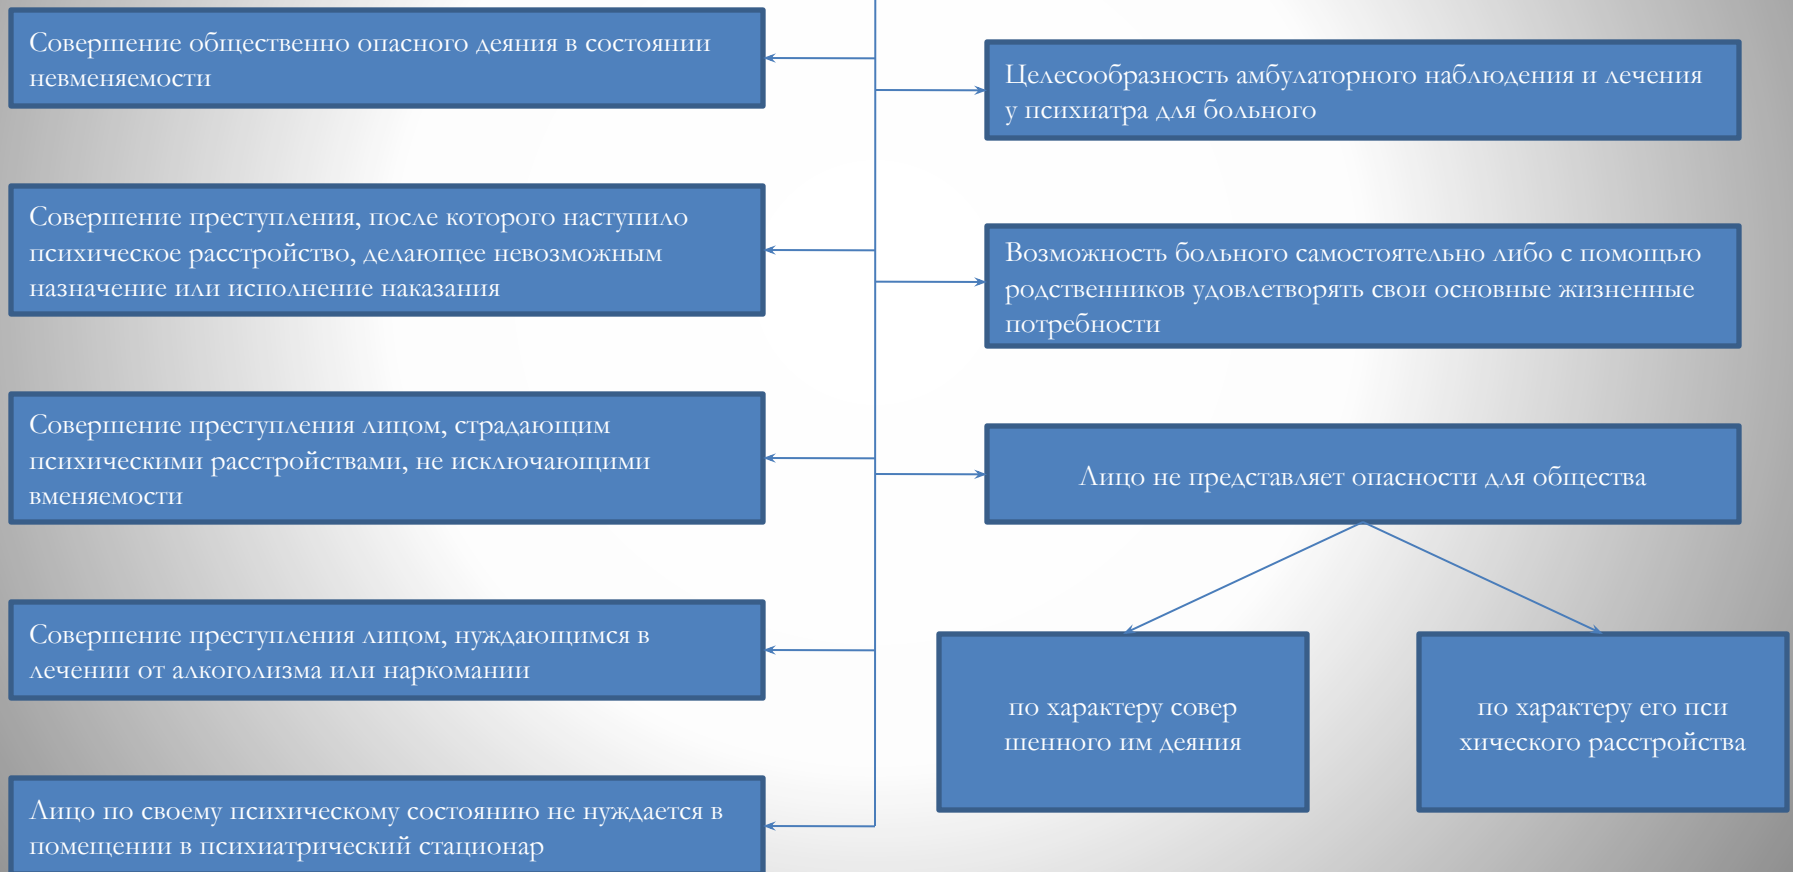 Совершение общественно опасного деяния в состоянии
невменяемости
Целесообразность амбулаторного наблюдения и лечения
у психиатра для больного
Совершение преступления, после которого наступило
психическое расстройство, делающее невозможным
назначение или исполнение наказания
Возможность больного самостоятельно либо с помощью
родственников удовлетворять свои основные жизненные
потребности
Совершение преступления лицом, страдающим
психическими расстройствами, не исключающими
вменяемости
Лицо не представляет опасности для общества
Совершение преступления лицом, нуждающимся в
лечении от алкоголизма или наркомании
по характеру совер
шенного им деяния
по характеру его пси
хического расстройства
Лицо по своему психическому состоянию не нуждается в
помещении в психиатрический стационар